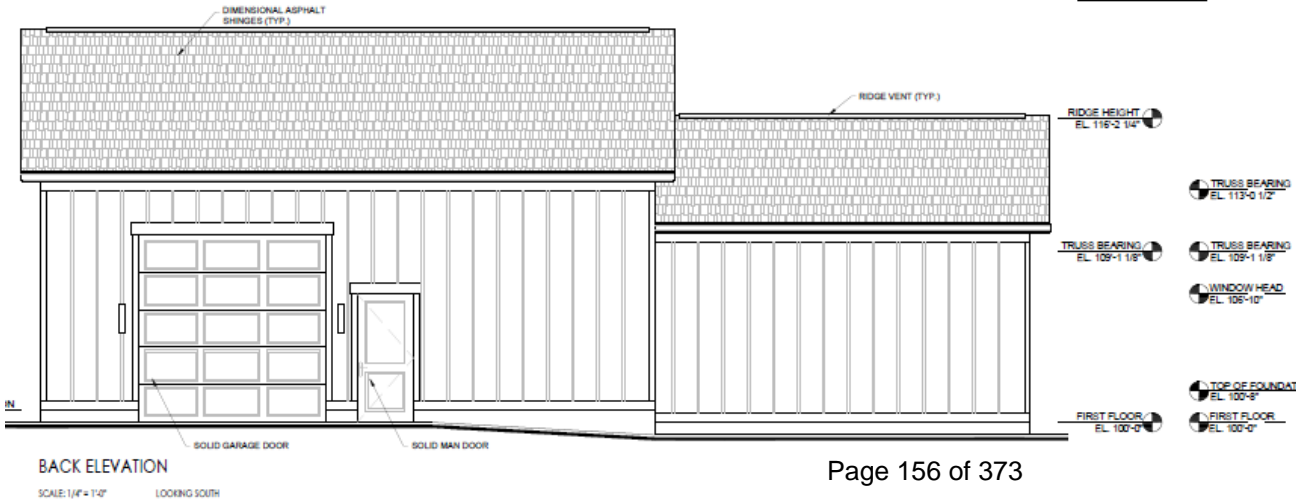 DIMENSIONAL ASPHALT
SHINGES (TYP.)
RIDGE VENT (TYP.)
RIDGE HEIGHT
EL. 116'-2 1/4"
TRUSS BEARING
EL. 113'-0 1/2"
TRUSS BEARING
EL. 109'-1 1/8"
TRUSS BEARING
EL. 109'-1 1/8"
WINDOW HEAD
EL. 106'-10"
TOP OF FOUNDAT
EL. 100'-8"
ON
FIRST FLOOR
EL. 100'-0"
FIRST FLOOR
EL. 100'-0"
SOLID GARAGE DOOR
SOLID MAN DOOR
BACK ELEVATION
Page 156 of 373
SCALE: 1/4" = 1'-0" LOOKING SOUTH